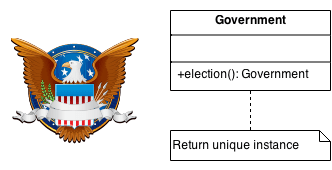 Government
+election(): Government
Return unique instance